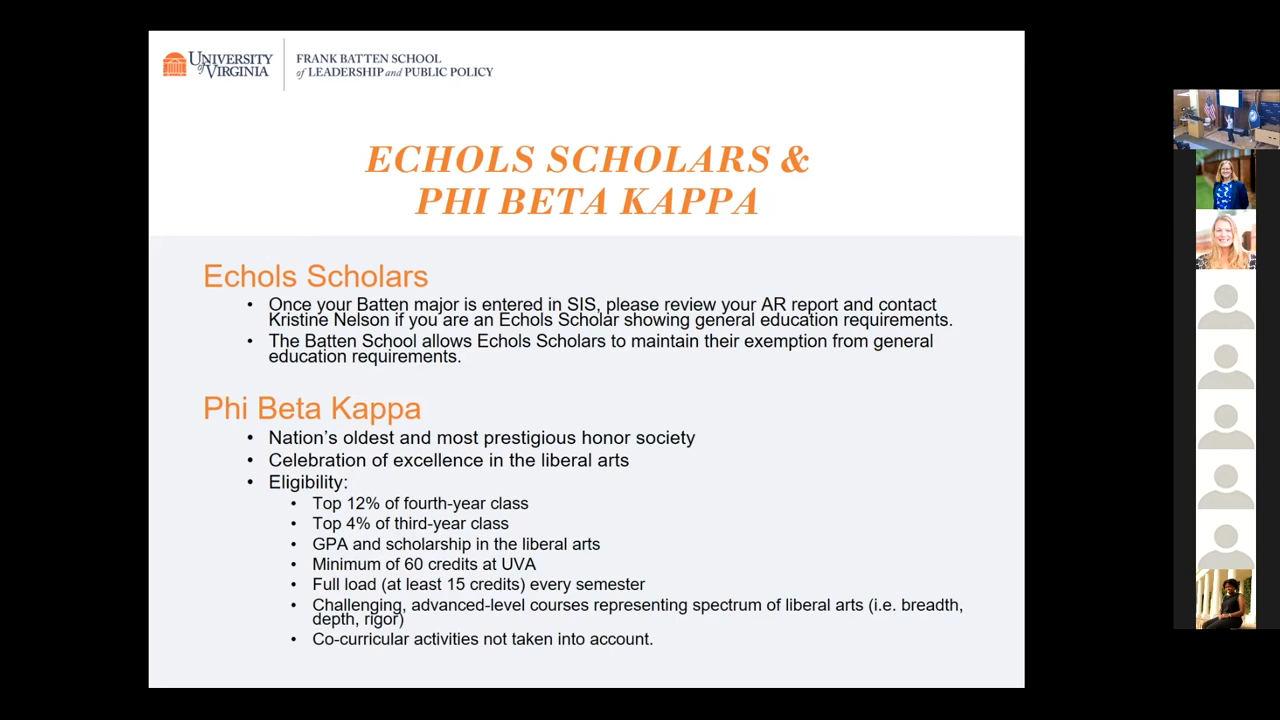 UNIVERSITY
of VIRGINIA
FRANK BATTEN SCHOOL
of LEADERSHIP and PUBLIC POLICY
ECHOLS SCHOLARS &
PHI BETA KAPPA
Echols Scholars
• Once your Batten major is entered in SIS, please review your AR report and contact
Kristine Nelson if you are an Echols Scholar showing general education requirements.
• The Batten School allows Echols Scholars to maintain their exemption from general
education requirements.
Phi Beta Kappa
• Nation's oldest and most prestigious honor society
• Celebration of excellence in the liberal arts
• Eligibility:
• Top 12% of fourth-year class
• Top 4% of third-year class
• GPA and scholarship in the liberal arts
• Minimum of 60 credits at UVA
• Full load (at least 15 credits) every semester
• Challenging, advanced-level courses representing spectrum of liberal arts (i.e. breadth,
depth, rigor)
• Co-curricular activities not taken into account.